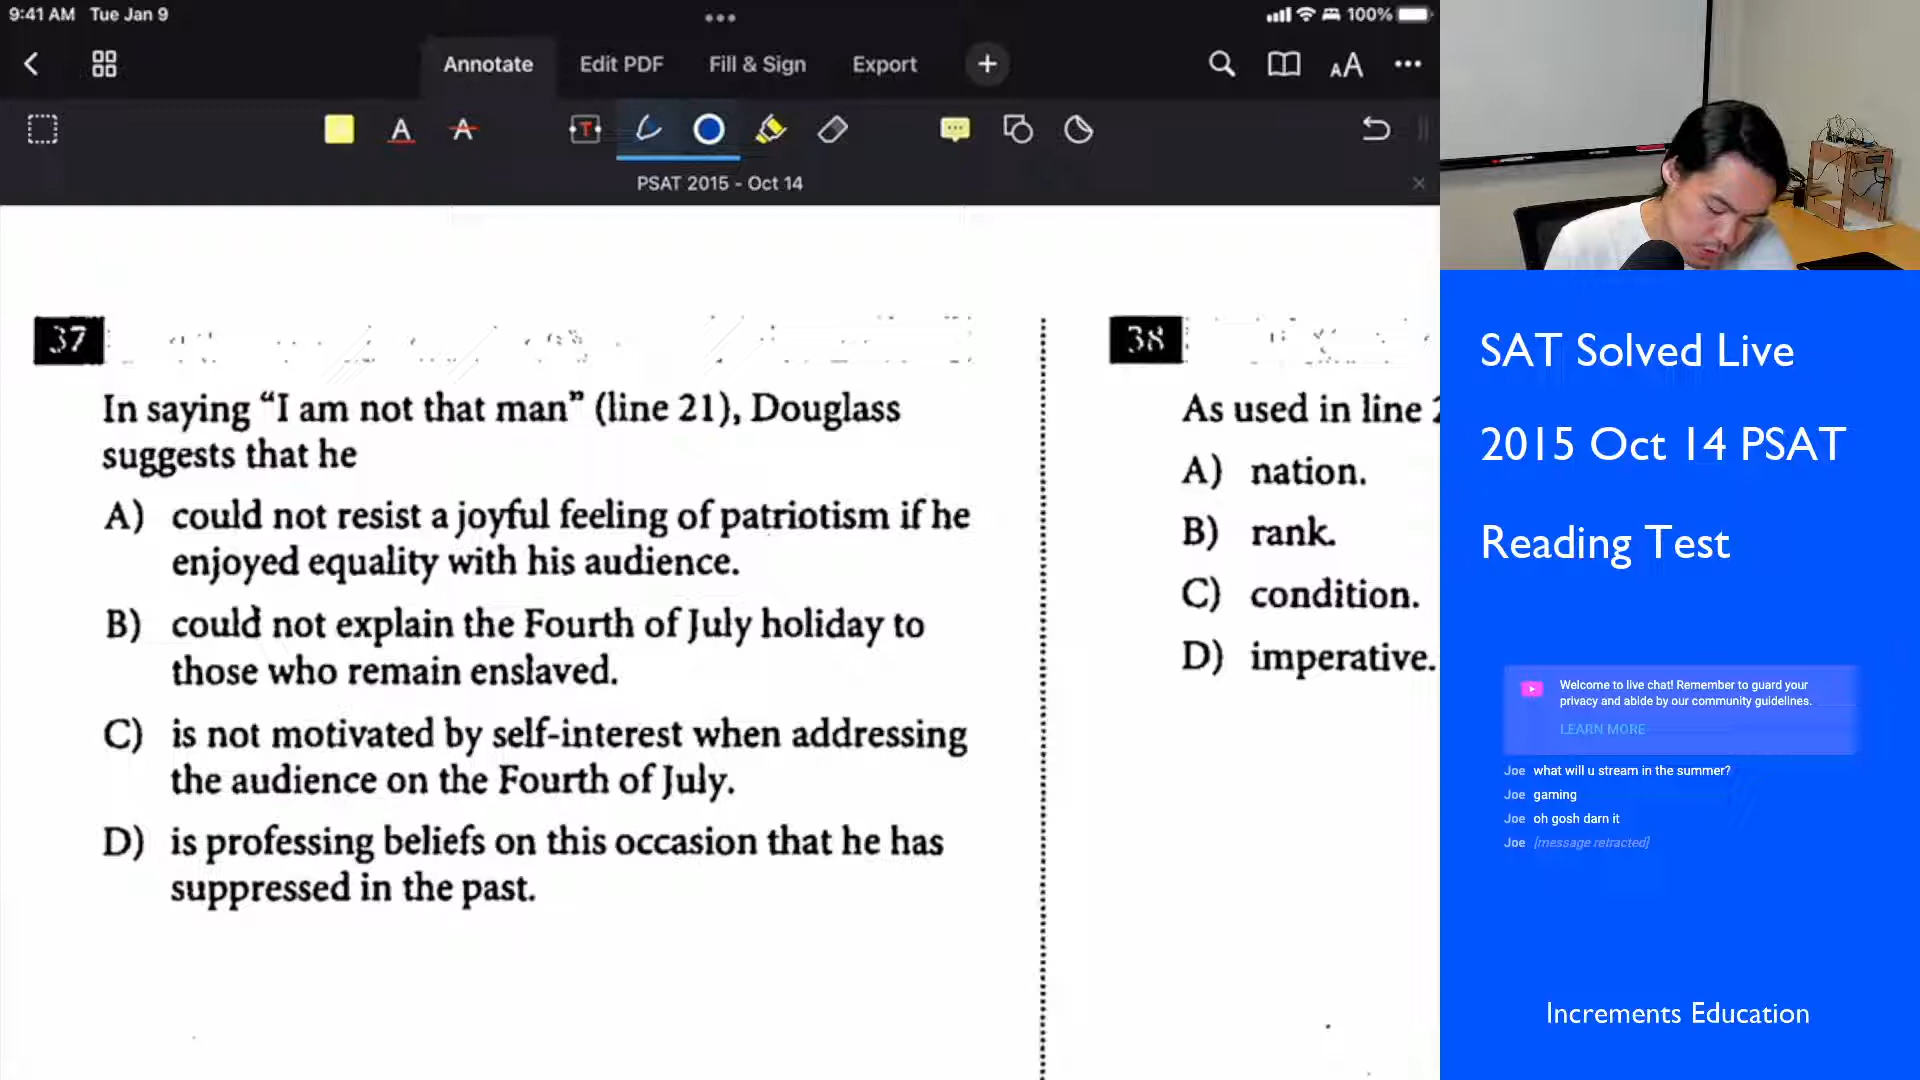 9:41 AM Tue Jan 9
100%
Annotate
Edit PDF
Fill & Sign
Export
AA
A
A
T
PSAT 2015 - Oct 14
37
In saying “I am not that man” (line 21), Douglass
suggests that he
A) could not resist a joyful feeling of patriotism if he
enjoyed equality with his audience.
B) could not explain the Fourth of July holiday to
those who remain enslaved.
C) is not motivated by self-interest when addressing
the audience on the Fourth of July.
D) is professing beliefs on this occasion that he has
suppressed in the past.
38
As used in line
A) nation.
B) rank.
C) condition.
D) imperative.
SAT Solved Live
2015 Oct 14 PSAT
Reading Test
Welcome to live chat! Remember to guard your
privacy and abide by our community guidelines.
LEARN MORE
Joe what will u stream in the summer?
Joe gaming
Joe oh gosh darn it
Joe [message retracted]
Increments Education